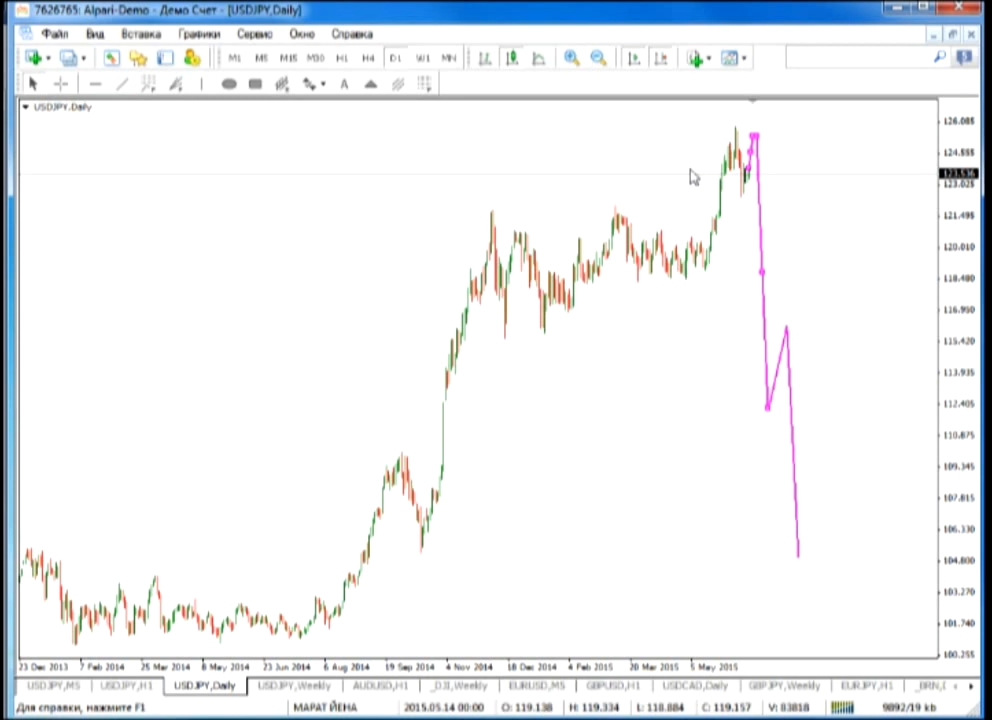 7626765: Alpari-Demo - Демо Счет - [USDJPY,Daily]
Файл Вид Вставка Графики Сервис Окно Справка
M1 M5 M15 M30 H1 H4 D1 W1 MN
A
USDJPY,Daily
126.085
124.555
123.536
123.025
121.495
120.010
118.480
116.950
115.420
113.935
112.405
110.875
109.345
107.815
106.330
104.800
103.270
101.740
100.255
23 Dec 2013 7 Feb 2014 25 Mar 2014 8 May 2014 23 Jun 2014 6 Aug 2014 19 Sep 2014 4 Nov 2014 18 Dec 2014 4 Feb 2015 20 Mar 2015 5 May 2015
USDJPY,M5 USDJPY,H1 USDJPY,Daily USDJPY,Weekly AUDUSD,H1 _DJI,Weekly EURUSD,M5 GBPUSD,H1 USDCAD,Daily GBPJPY,Weekly EURJPY,H1
Для справки, нажмите F1 МАРАТ ЙЕНА 2015.05.14 00:00 O: 119.138 H: 119.334 L: 118.884 C: 119.157 V: 83818 9892/19 kb